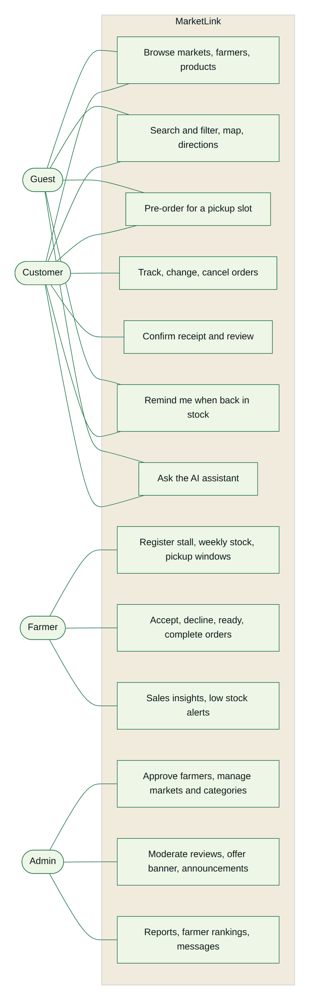 MarketLink
Browse markets, farmers,
products
Search and filter, map,
directions
Guest
Pre-order for a pickup slot
Customer
Track, change, cancel orders
Confirm receipt and review
Remind me when back in
stock
Ask the AI assistant
Register stall, weekly stock,
pickup windows
Farmer
Accept, decline, ready,
complete orders
Sales insights, low stock
alerts
Approve farmers, manage
markets and categories
Admin
Moderate reviews, offer
banner, announcements
Reports, farmer rankings,
messages